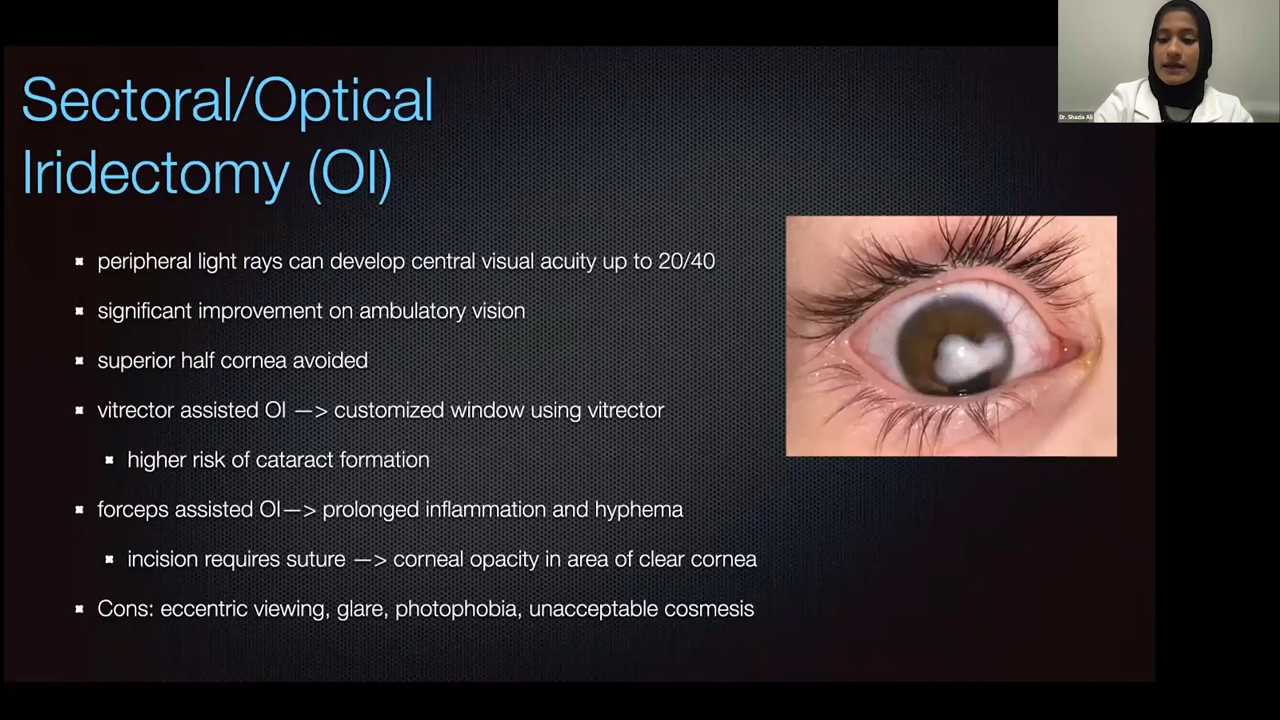 Sectoral/Optical
Iridectomy (OI)
peripheral light rays can develop central visual acuity up to 20/40
significant improvement on ambulatory vision
superior half cornea avoided
vitrector assisted OI —> customized window using vitrector
higher risk of cataract formation
forceps assisted OI—> prolonged inflammation and hyphema
incision requires suture —> corneal opacity in area of clear cornea
Cons: eccentric viewing, glare, photophobia, unacceptable cosmesis
Dr. Shazia Ali